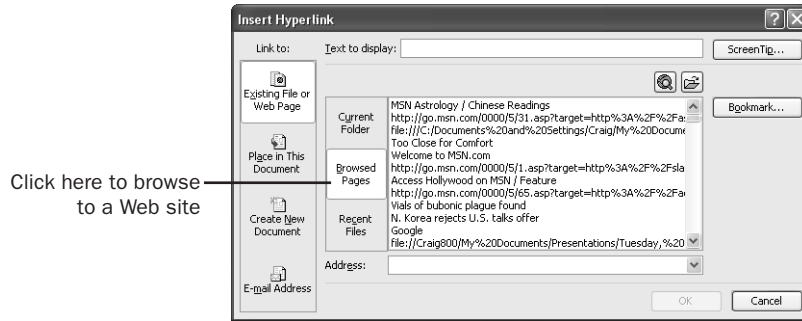 Insert Hyperlink
Link to:
Text to display:
ScreenTip...
Existing File or
Web Page
Place in This
Document
Create New
Document
E-mail Address
Current
Folder
Browsed
Pages
Recent
Files
MSN Astrology / Chinese Readings
http://go.msn.com/0000/5/31.asp?target=http%3A%2F%2Fas
file:///C:/Documents%20and%20Settings/Craig/My%20Docume
Too Close for Comfort
Welcome to MSN.com
http://go.msn.com/0000/5/1.asp?target=http%3A%2F%2Fsla
Access Hollywood on MSN / Feature
http://go.msn.com/0000/5/65.asp?target=http%3A%2F%2Fac
Vials of bubonic plague found
N. Korea rejects U.S. talks offer
Google
file://Craig800/My%20Documents/Presentations/Tuesday,%20
Bookmark...
Address:
OK
Cancel
Click here to browse
to a Web site